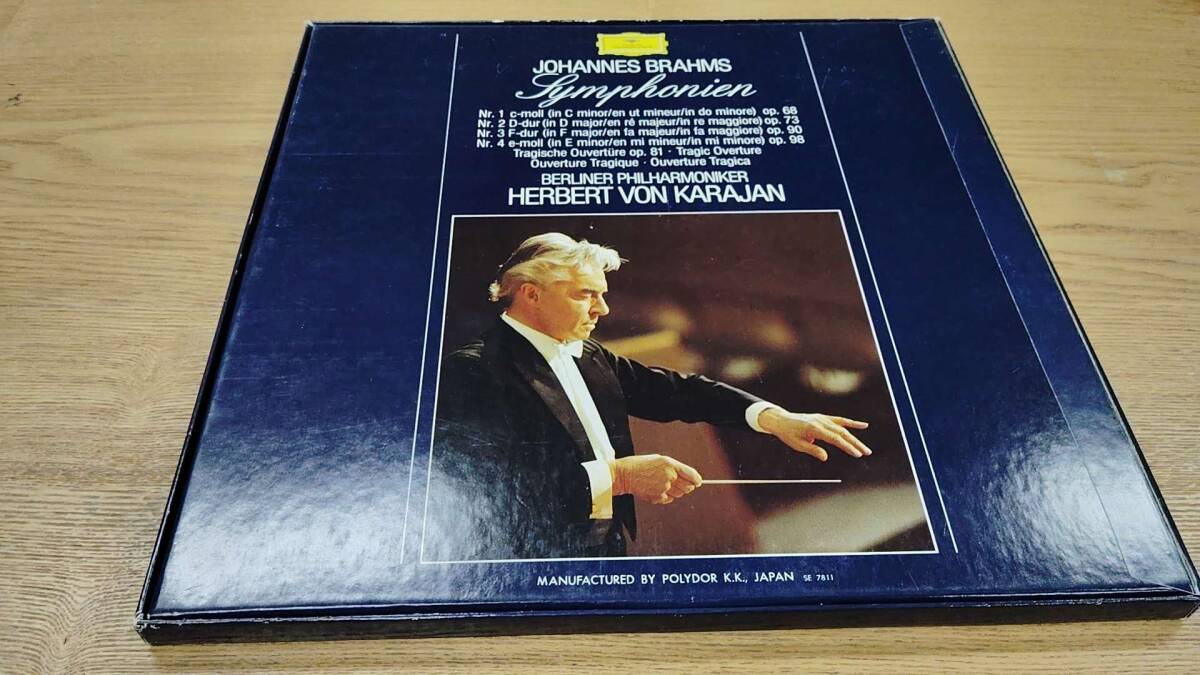 JOHANNES BRAHMS
Symphonien
Nr. 1 c-moll (in C minor/en ut mineur/in do minore) op. 68
Nr. 2 D-dur (in D major/en ré majeur/in re maggiore) op. 73
Nr. 3 F-dur (in F major/en fa majeur/in fa maggiore) op. 90
Nr. 4 e-moll (in E minor/en mi mineur/in mi minore) op. 98
Tragische Ouvertüre op. 81 · Tragic Overture
Ouverture Tragique · Ouverture Tragica
BERLINER PHILHARMONIKER
HERBERT VON KARAJAN
MANUFACTURED BY POLYDOR K.K., JAPAN SE 7811